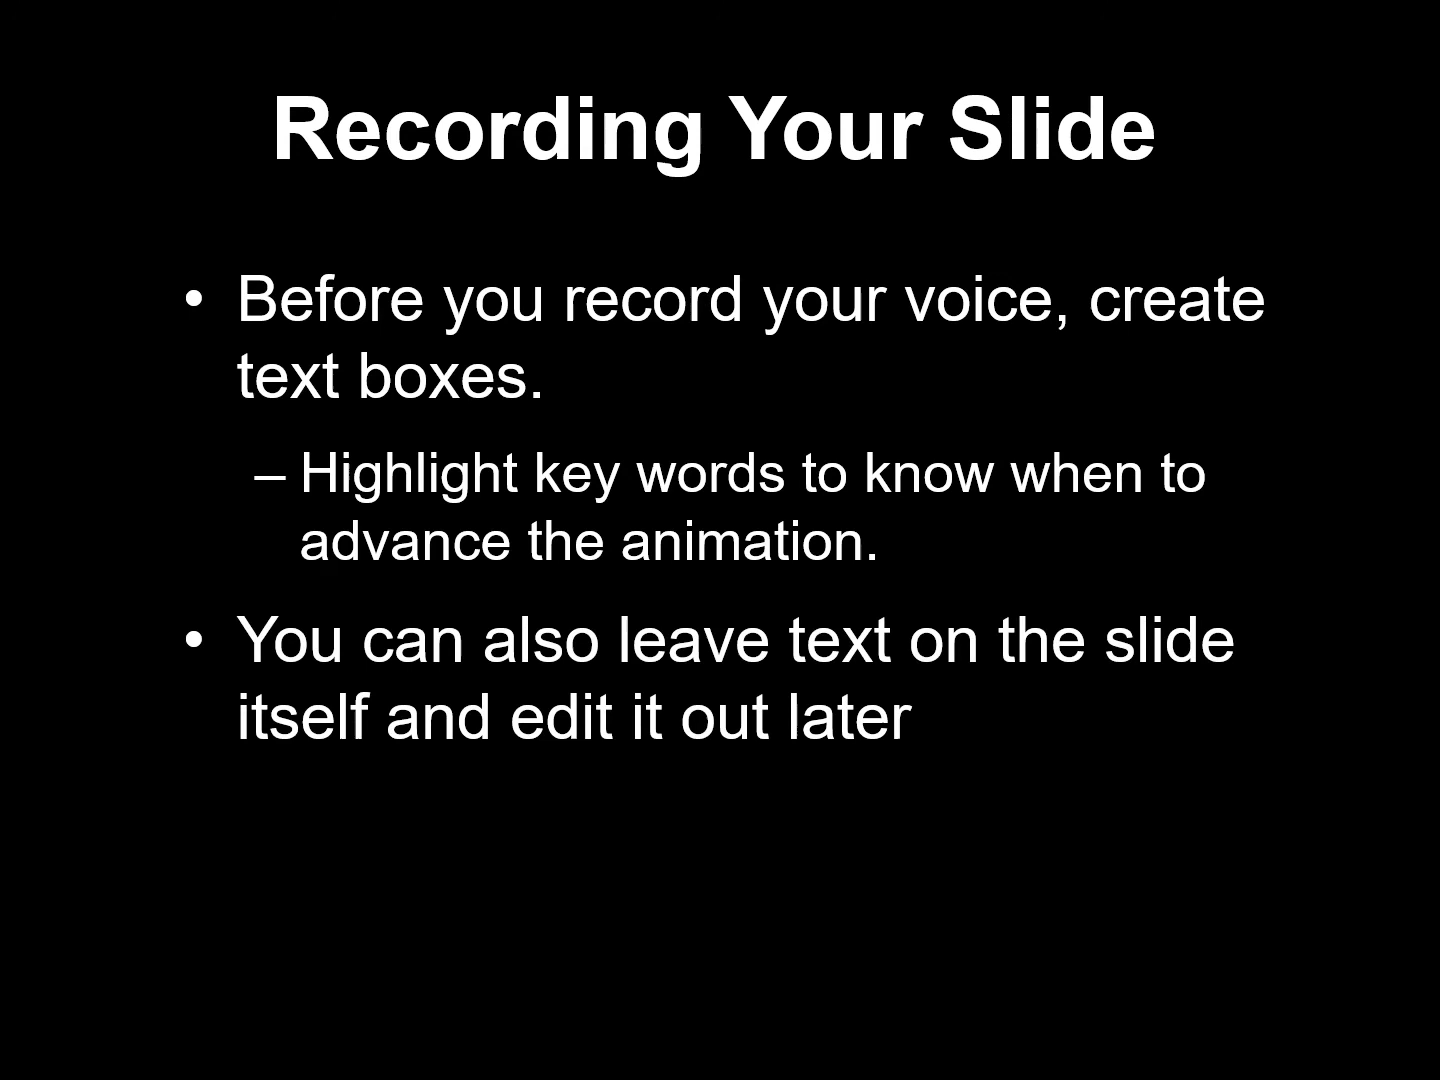 Recording Your Slide
• Before you record your voice, create
text boxes.
– Highlight key words to know when to
advance the animation.
• You can also leave text on the slide
itself and edit it out later